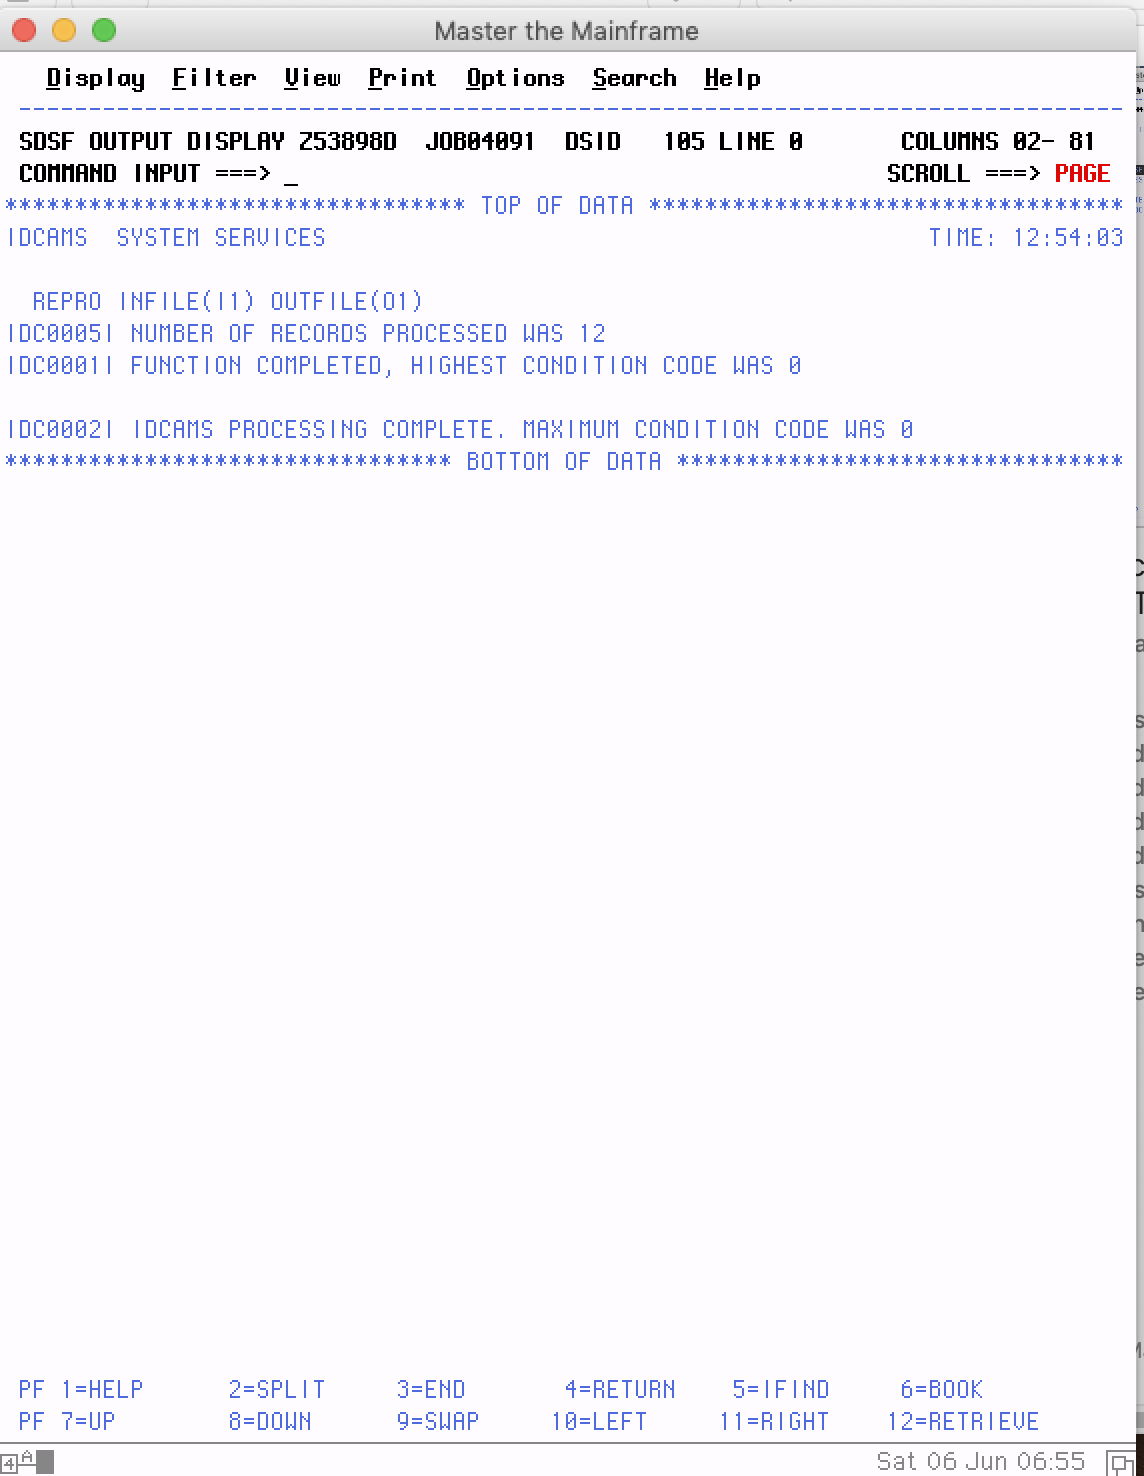 Master the Mainframe
Display Filter View Print Options Search Help
--------------------------------------------------------------------------------
SDSF OUTPUT DISPLAY Z53898D  JOB04091  DSID   105 LINE 0       COLUMNS 02- 81
COMMAND INPUT ===> _                                            SCROLL ===> PAGE
********************************* TOP OF DATA **********************************
IDCAMS  SYSTEM SERVICES                                           TIME: 12:54:03
  REPRO INFILE(I1) OUTFILE(O1)
IDC0005I NUMBER OF RECORDS PROCESSED WAS 12
IDC0001I FUNCTION COMPLETED, HIGHEST CONDITION CODE WAS 0
IDC0002I IDCAMS PROCESSING COMPLETE. MAXIMUM CONDITION CODE WAS 0
******************************** BOTTOM OF DATA ********************************
PF 1=HELP      2=SPLIT     3=END       4=RETURN    5=IFIND     6=BOOK
PF 7=UP        8=DOWN      9=SWAP     10=LEFT     11=RIGHT    12=RETRIEVE
4A Sat 06 Jun 06:55